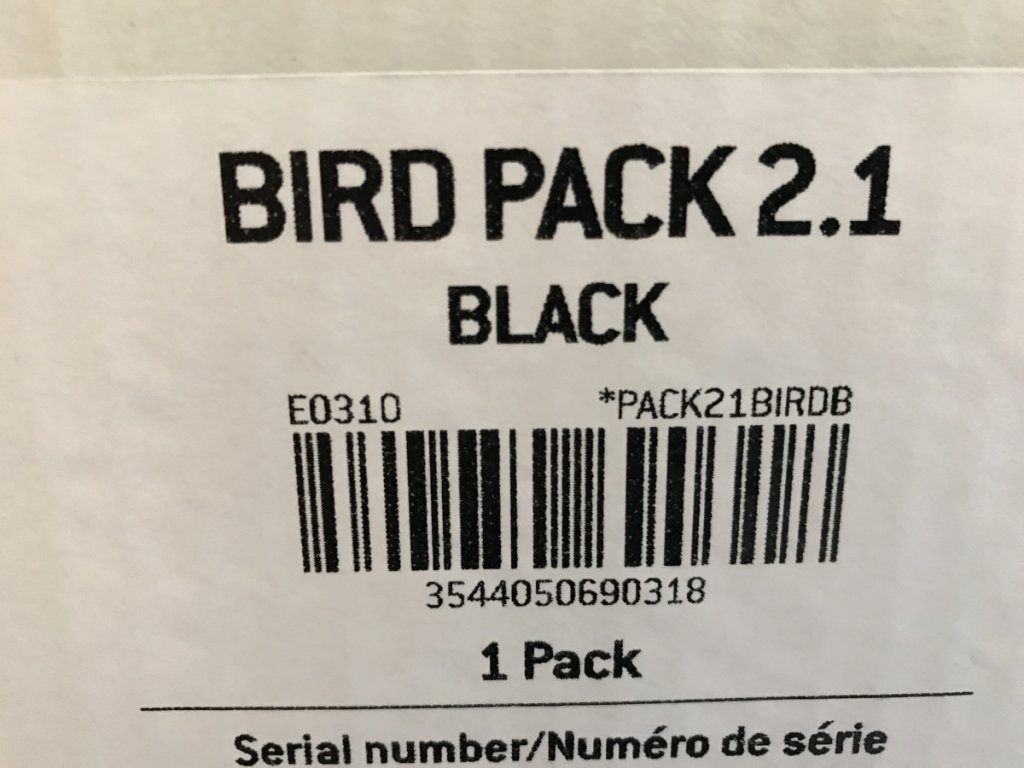 BIRD PACK 2.1
BLACK
E0310 *PACK21BIRDB
3544050690318
1 Pack
Serial number/Numéro de série